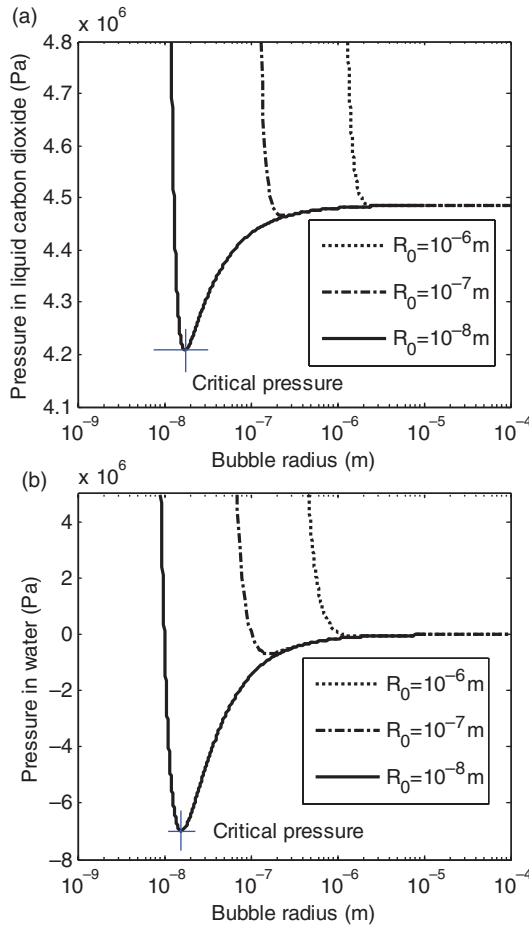 (a)
× 10⁶
4.8
4.7
4.6
4.5
4.4
4.3
4.2
4.1
Pressure in liquid carbon dioxide (Pa)
R₀=10⁻⁶m
R₀=10⁻⁷m
R₀=10⁻⁸m
Critical pressure
10⁻⁹ 10⁻⁸ 10⁻⁷ 10⁻⁶ 10⁻⁵ 10⁻⁴
Bubble radius (m)
(b)
× 10⁶
4
2
0
−2
−4
−6
−8
Pressure in water (Pa)
R₀=10⁻⁶m
R₀=10⁻⁷m
R₀=10⁻⁸m
Critical pressure
10⁻⁹ 10⁻⁸ 10⁻⁷ 10⁻⁶ 10⁻⁵ 10⁻⁴
Bubble radius (m)